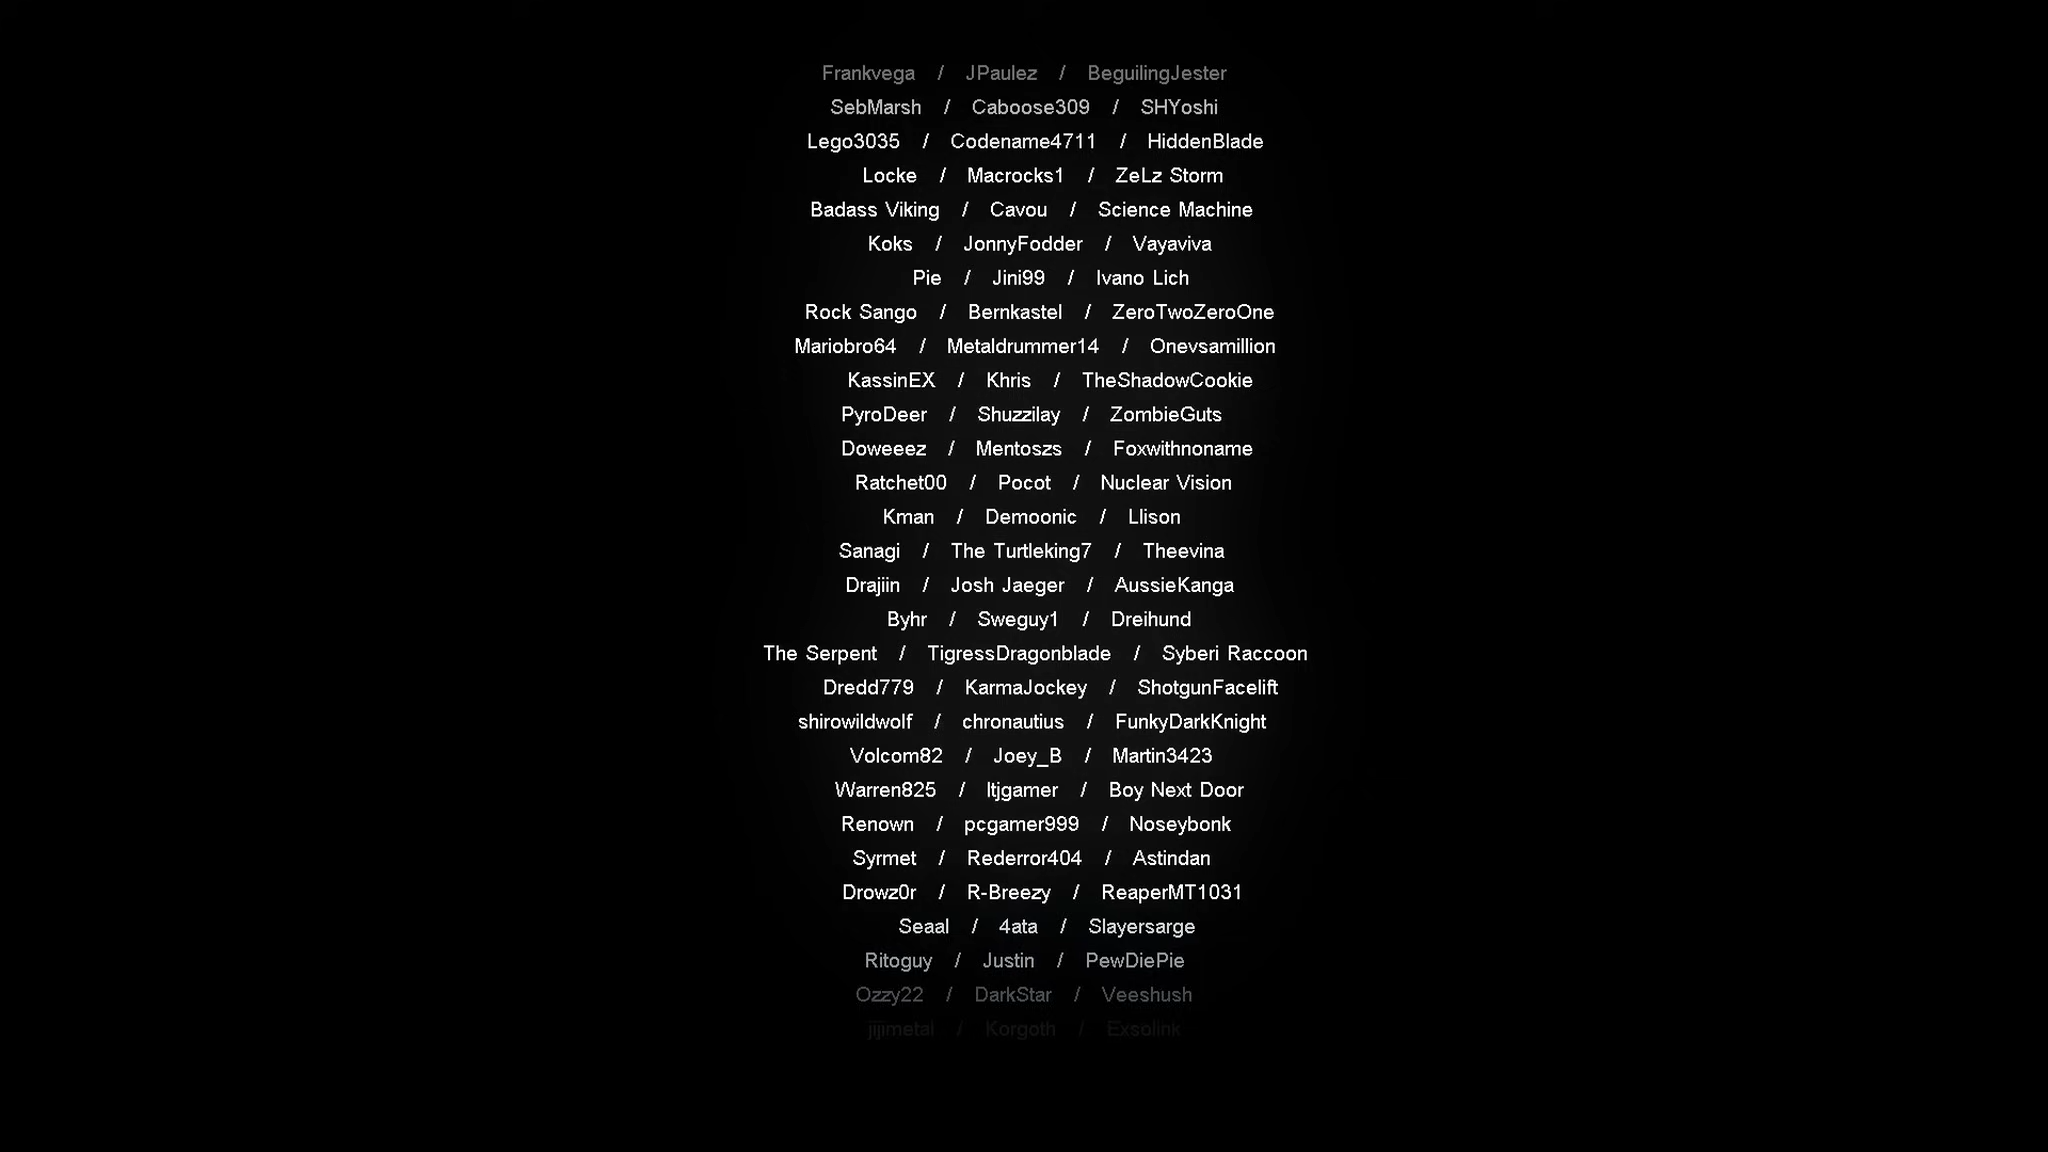 Frankvega / JPaulez / BeguilingJester
SebMarsh / Caboose309 / SHYoshi
Lego3035 / Codename4711 / HiddenBlade
Locke / Macrocks1 / ZeLz Storm
Badass Viking / Cavou / Science Machine
Koks / JonnyFodder / Vayaviva
Pie / Jini99 / Ivano Lich
Rock Sango / Bernkastel / ZeroTwoZeroOne
Mariobro64 / Metaldrummer14 / Onevsamillion
KassinEX / Khris / TheShadowCookie
PyroDeer / Shuzzilay / ZombieGuts
Doweeez / Mentoszs / Foxwithnoname
Ratchet00 / Pocot / Nuclear Vision
Kman / Demoonic / Llison
Sanagi / The Turtleking7 / Theevina
Drajiin / Josh Jaeger / AussieKanga
Byhr / Sweguy1 / Dreihund
The Serpent / TigressDragonblade / Syberi Raccoon
Dredd779 / KarmaJockey / ShotgunFacelift
shirowildwolf / chronautius / FunkyDarkKnight
Volcom82 / Joey_B / Martin3423
Warren825 / ltjgamer / Boy Next Door
Renown / pcgamer999 / Noseybonk
Syrmet / Rederror404 / Astindan
Drowz0r / R-Breezy / ReaperMT1031
Seaal / 4ata / Slayersarge
Ritoguy / Justin / PewDiePie
Ozzy22 / DarkStar / Veeshush
jijimetal / Korgoth / Exsolink